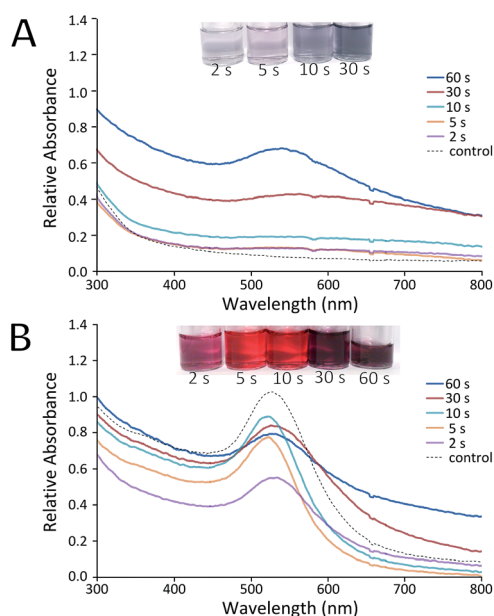 A
1.4
1.2
1.0
0.8
0.6
0.4
0.2
0.0
Relative Absorbance
2 s
5 s
10 s
30 s
60 s
30 s
10 s
5 s
2 s
control
300
400
500
600
700
800
Wavelength (nm)
B
1.4
1.2
1.0
0.8
0.6
0.4
0.2
0.0
Relative Absorbance
2 s
5 s
10 s
30 s
60 s
60 s
30 s
10 s
5 s
2 s
control
300
400
500
600
700
800
Wavelength (nm)